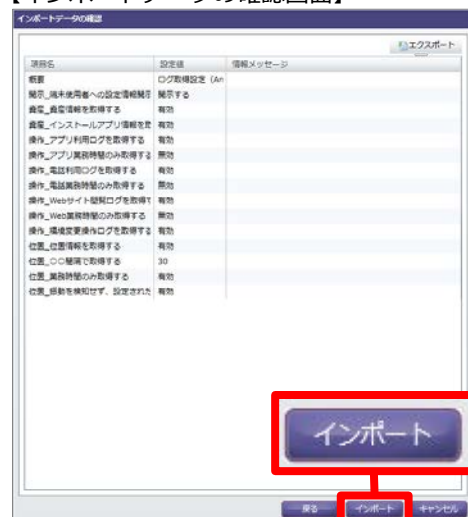 【インポートデータの確認画面】
インポートデータの確認
エクスポート
項目名 設定値 情報メッセージ
概要 ログ取得設定 (An
開示_端末使用者への設定情報開示 開示する
資産_資産情報を取得する 有効
資産_インストールアプリ情報を取 有効
操作_アプリ利用ログを取得する 有効
操作_アプリ業務時間のみ取得する 無効
操作_電話利用ログを取得する 有効
操作_電話業務時間のみ取得する 無効
操作_Webサイト閲覧ログを取得す 有効
操作_Web業務時間のみ取得する 無効
操作_環境変更操作ログを取得する 有効
位置_位置情報を取得する 有効
位置_〇〇間隔で取得する 30
位置_業務時間のみ取得する 有効
位置_振動を検知せず、設定された 有効
インポート
戻る インポート キャンセル